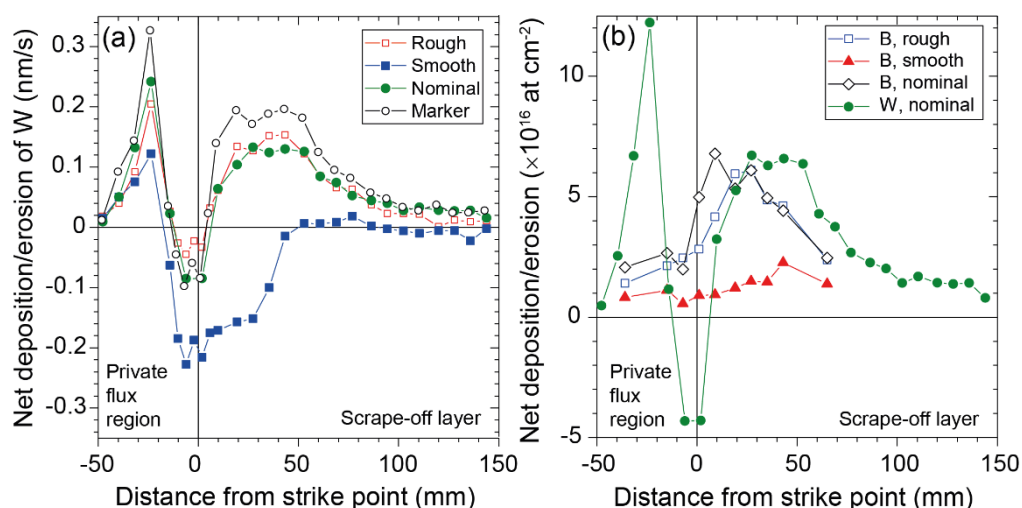 (a)
Rough
Smooth
Nominal
Marker
Net deposition/erosion of W (nm/s)
0.3
0.2
0.1
0
-0.1
-0.2
-0.3
Private
flux
region
Scrape-off layer
-50
0
50
100
150
Distance from strike point (mm)
(b)
B, rough
B, smooth
B, nominal
W, nominal
Net deposition/erosion (×10¹⁶ at cm⁻²)
10
5
0
-5
Private
flux
region
Scrape-off layer
-50
0
50
100
150
Distance from strike point (mm)